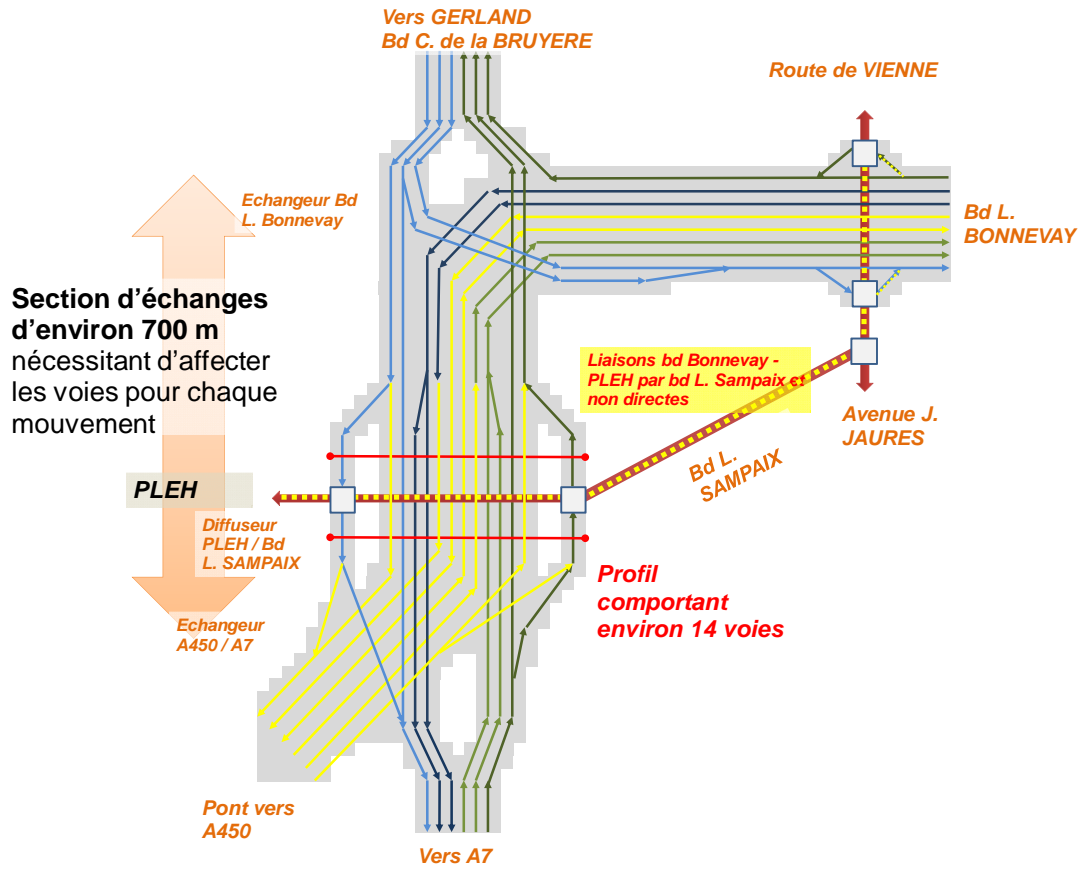 Vers GERLAND
Bd C. de la BRUYERE
Route de VIENNE
Echangeur Bd
L. Bonnevay
Bd L.
BONNEVAY
Section d'échanges
d'environ 700 m
nécessitant d'affecter
les voies pour chaque
mouvement
Liaisons bd Bonnevay -
PLEH par bd L. Sampaix et
non directes
Avenue J.
JAURES
Bd L.
SAMPAIX
PLEH
Diffuseur
PLEH / Bd
L. SAMPAIX
Profil
comportant
environ 14 voies
Echangeur
A450 / A7
Pont vers
A450
Vers A7